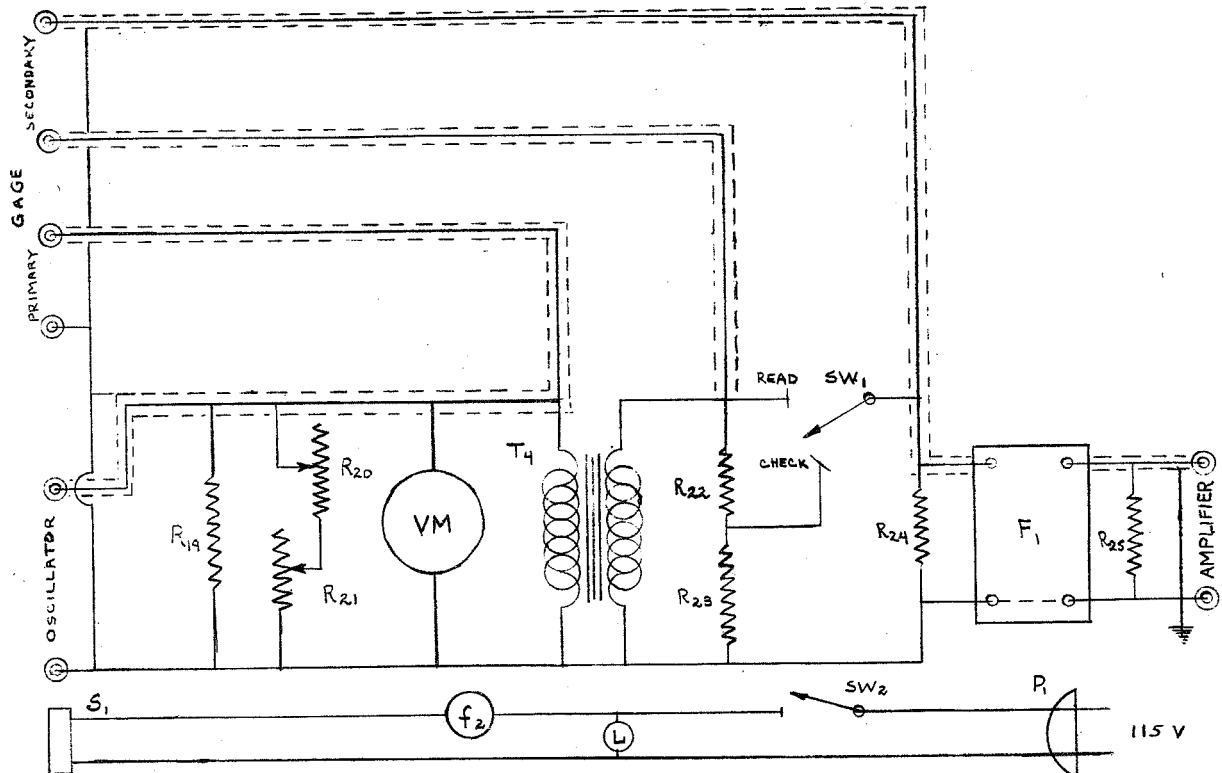 SECONDARY
GAGE
PRIMARY
OSCILLATOR
READ
SW1
CHECK
T4
R20
R22
VM
R19
R21
R23
R24
F1
R25
AMPLIFIER
S1
f2
L
SW2
P1
115 V